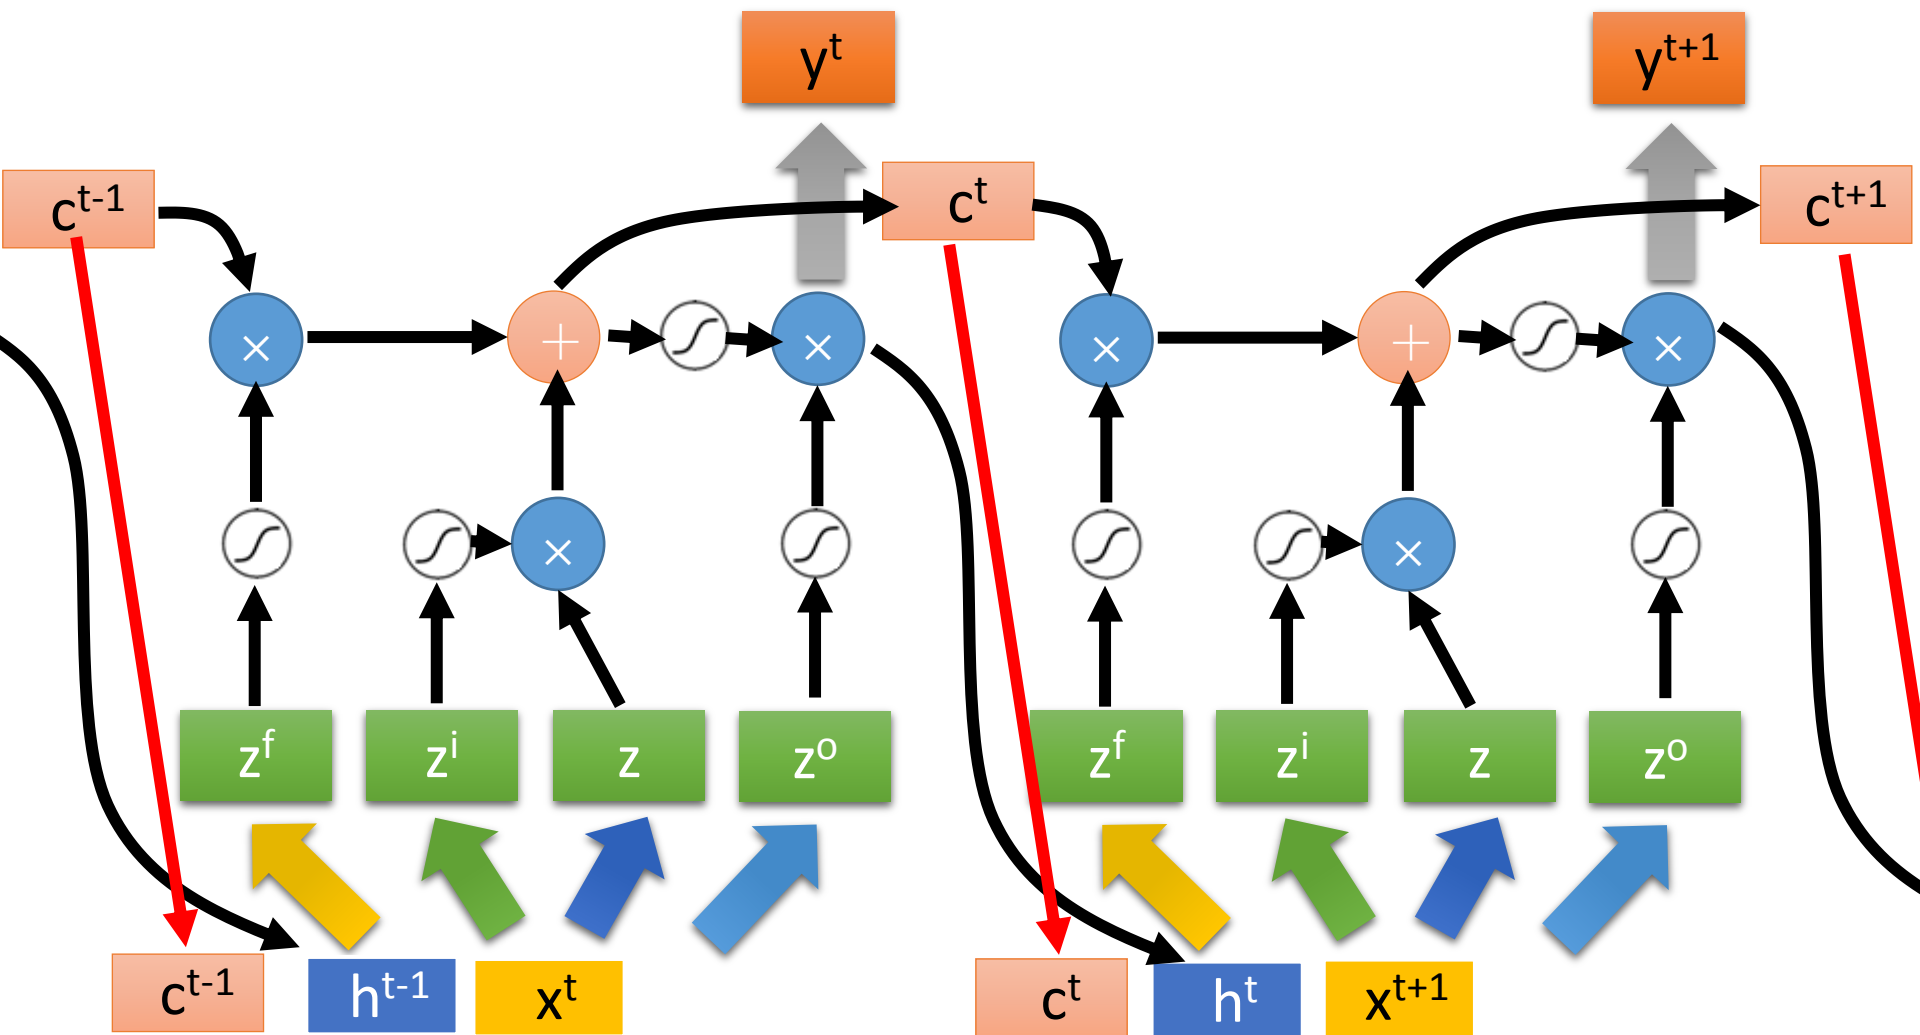 y^t y^{t+1}
c^{t-1} c^t c^{t+1}
× + × × + ×
× ×
z^f z^i z z^o z^f z^i z z^o
c^{t-1} h^{t-1} x^t c^t h^t x^{t+1}